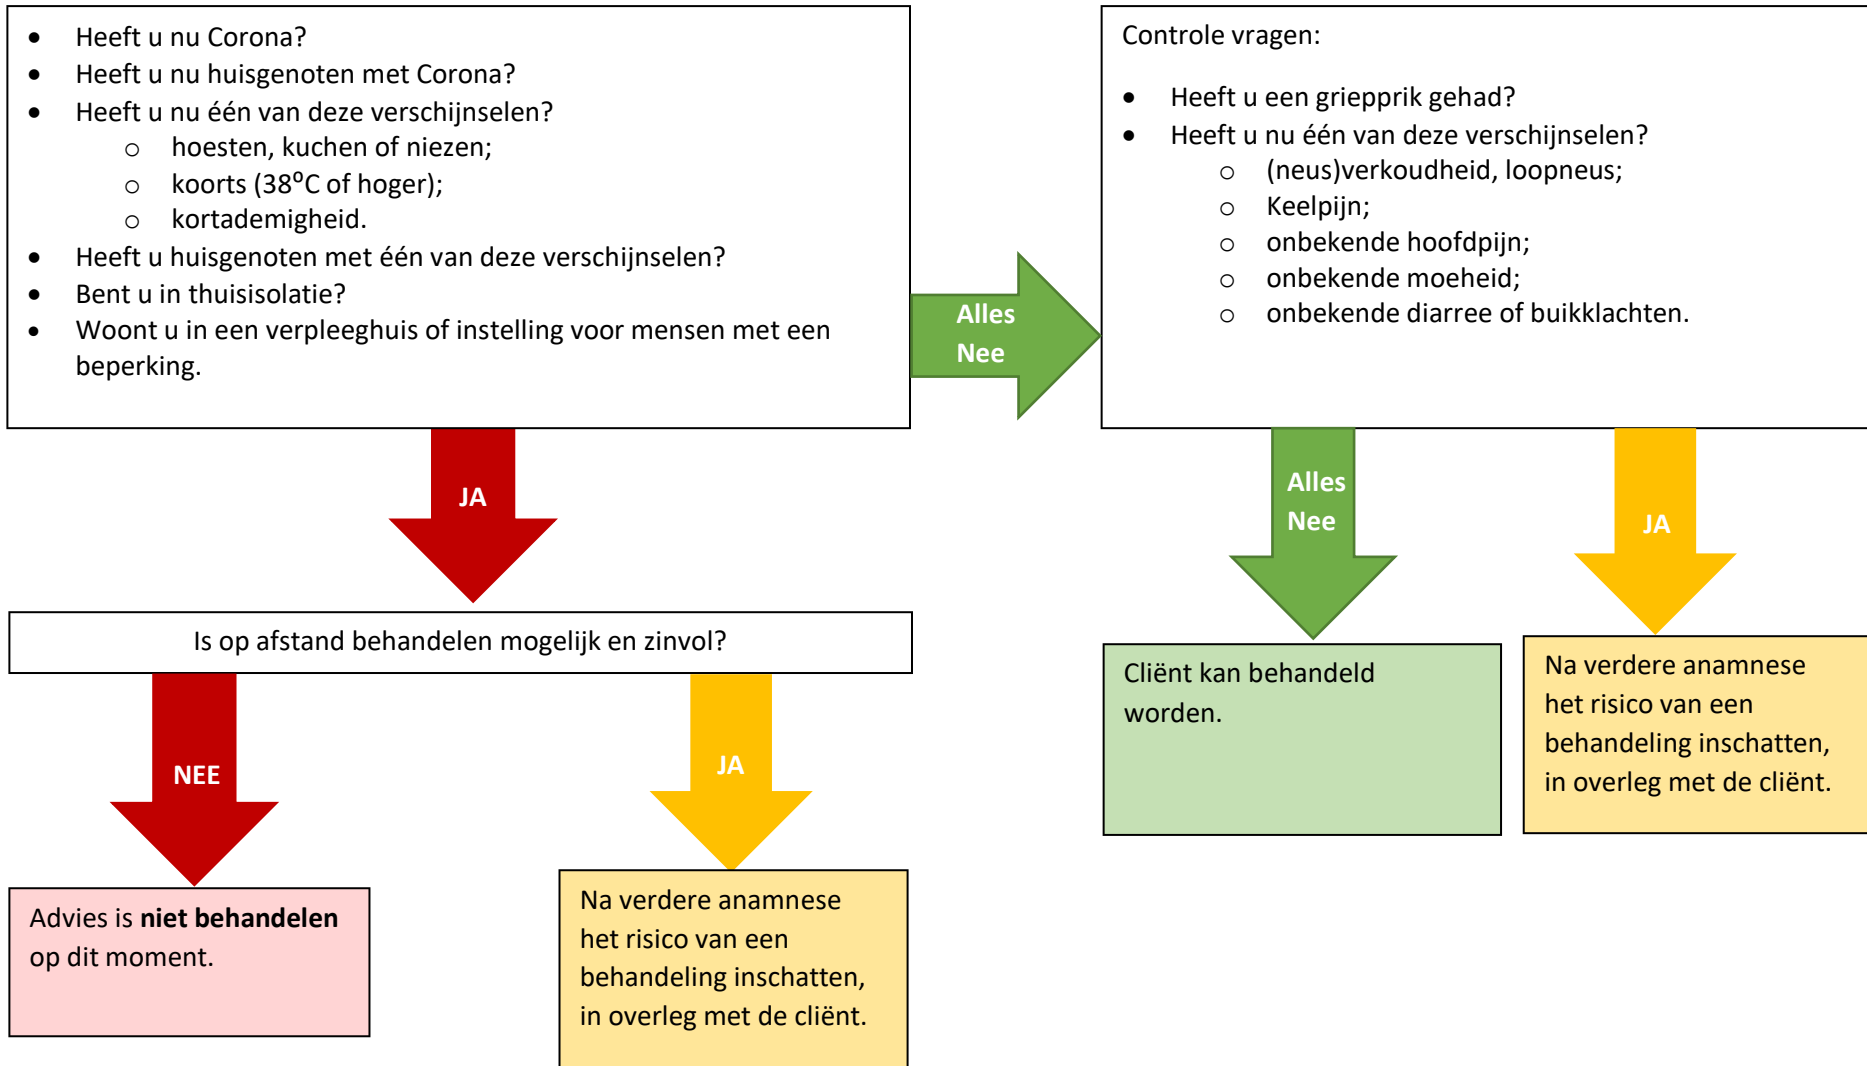 Heeft u nu Corona?
Heeft u nu huisgenoten met Corona?
Heeft u nu één van deze verschijnselen?
hoesten, kuchen of niezen;
koorts (38⁰C of hoger);
kortademigheid.
Heeft u huisgenoten met één van deze verschijnselen?
Bent u in thuisisolatie?
Woont u in een verpleeghuis of instelling voor mensen met een
beperking.
Alles
Nee
Controle vragen:
Heeft u een griepprik gehad?
Heeft u nu één van deze verschijnselen?
(neus)verkoudheid, loopneus;
Keelpijn;
onbekende hoofdpijn;
onbekende moeheid;
onbekende diarree of buikklachten.
JA
Alles
Nee
JA
Is op afstand behandelen mogelijk en zinvol?
Cliënt kan behandeld
worden.
Na verdere anamnese
het risico van een
behandeling inschatten,
in overleg met de cliënt.
NEE
JA
Advies is niet behandelen
op dit moment.
Na verdere anamnese
het risico van een
behandeling inschatten,
in overleg met de cliënt.